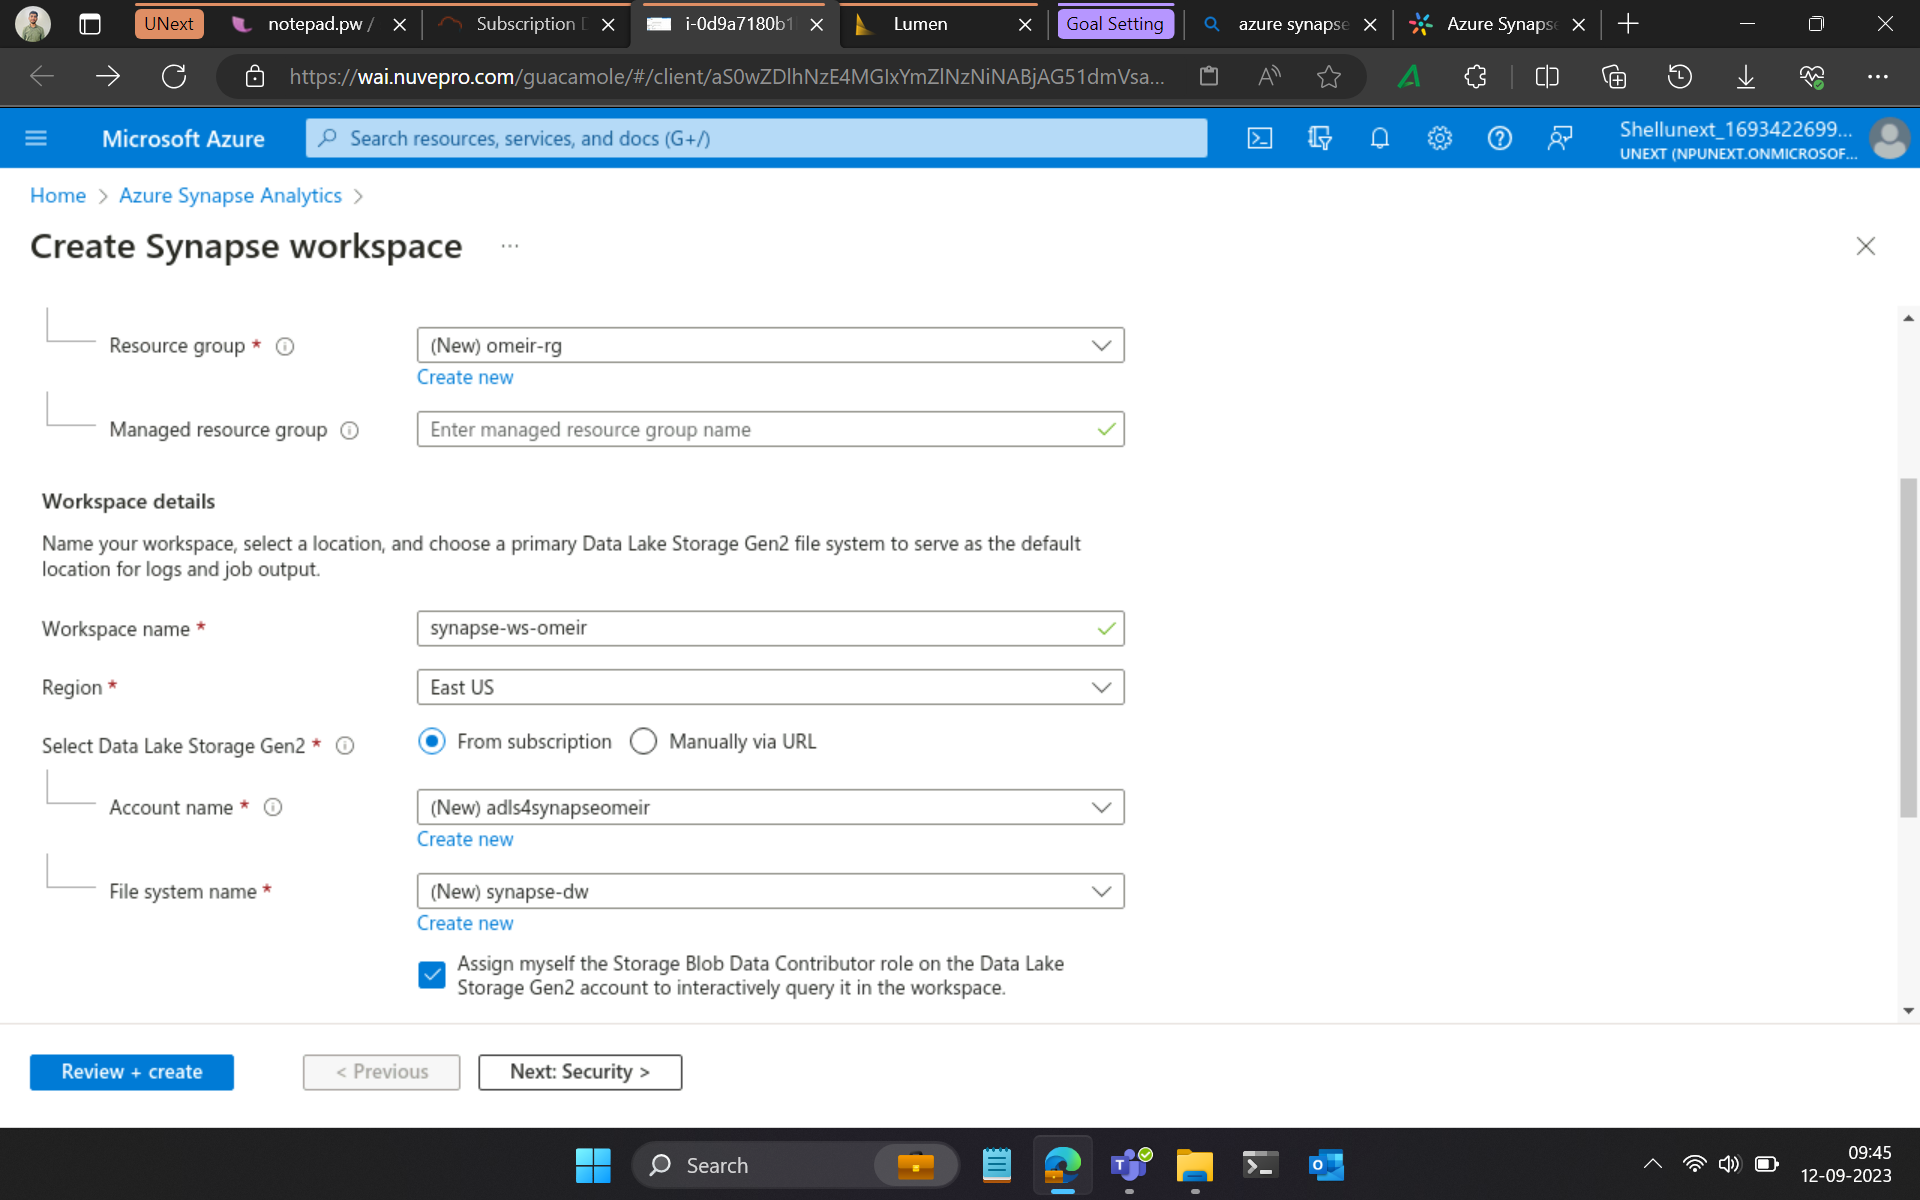 UNext
notepad.pw /
Subscription
i-0d9a7180b1
Lumen
Goal Setting
azure synapse
Azure Synapse
https://wai.nuvepro.com/guacamole/#/client/aS0wZDlhNzE4MGIxYmZlNzNiNABjAG51dmVsa...
Microsoft Azure
Search resources, services, and docs (G+/)
Shellunext_1693422699...
UNEXT (NPUNEXT.ONMICROSOF...
Home > Azure Synapse Analytics >
Create Synapse workspace ...
Resource group *
(New) omeir-rg
Create new
Managed resource group
Enter managed resource group name
Workspace details
Name your workspace, select a location, and choose a primary Data Lake Storage Gen2 file system to serve as the default
location for logs and job output.
Workspace name *
synapse-ws-omeir
Region *
East US
Select Data Lake Storage Gen2 *
From subscription
Manually via URL
Account name *
(New) adls4synapseomeir
Create new
File system name *
(New) synapse-dw
Create new
Assign myself the Storage Blob Data Contributor role on the Data Lake
Storage Gen2 account to interactively query it in the workspace.
Review + create
< Previous
Next: Security >
Search
09:45
12-09-2023